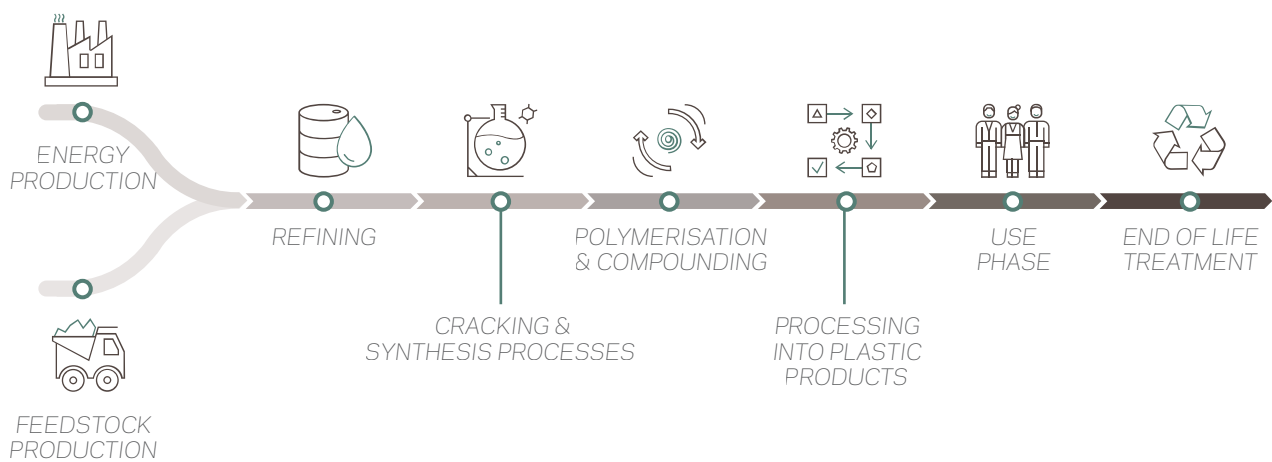 ENERGY
PRODUCTION
FEEDSTOCK
PRODUCTION
REFINING
CRACKING &
SYNTHESIS PROCESSES
POLYMERISATION
& COMPOUNDING
PROCESSING
INTO PLASTIC
PRODUCTS
USE
PHASE
END OF LIFE
TREATMENT